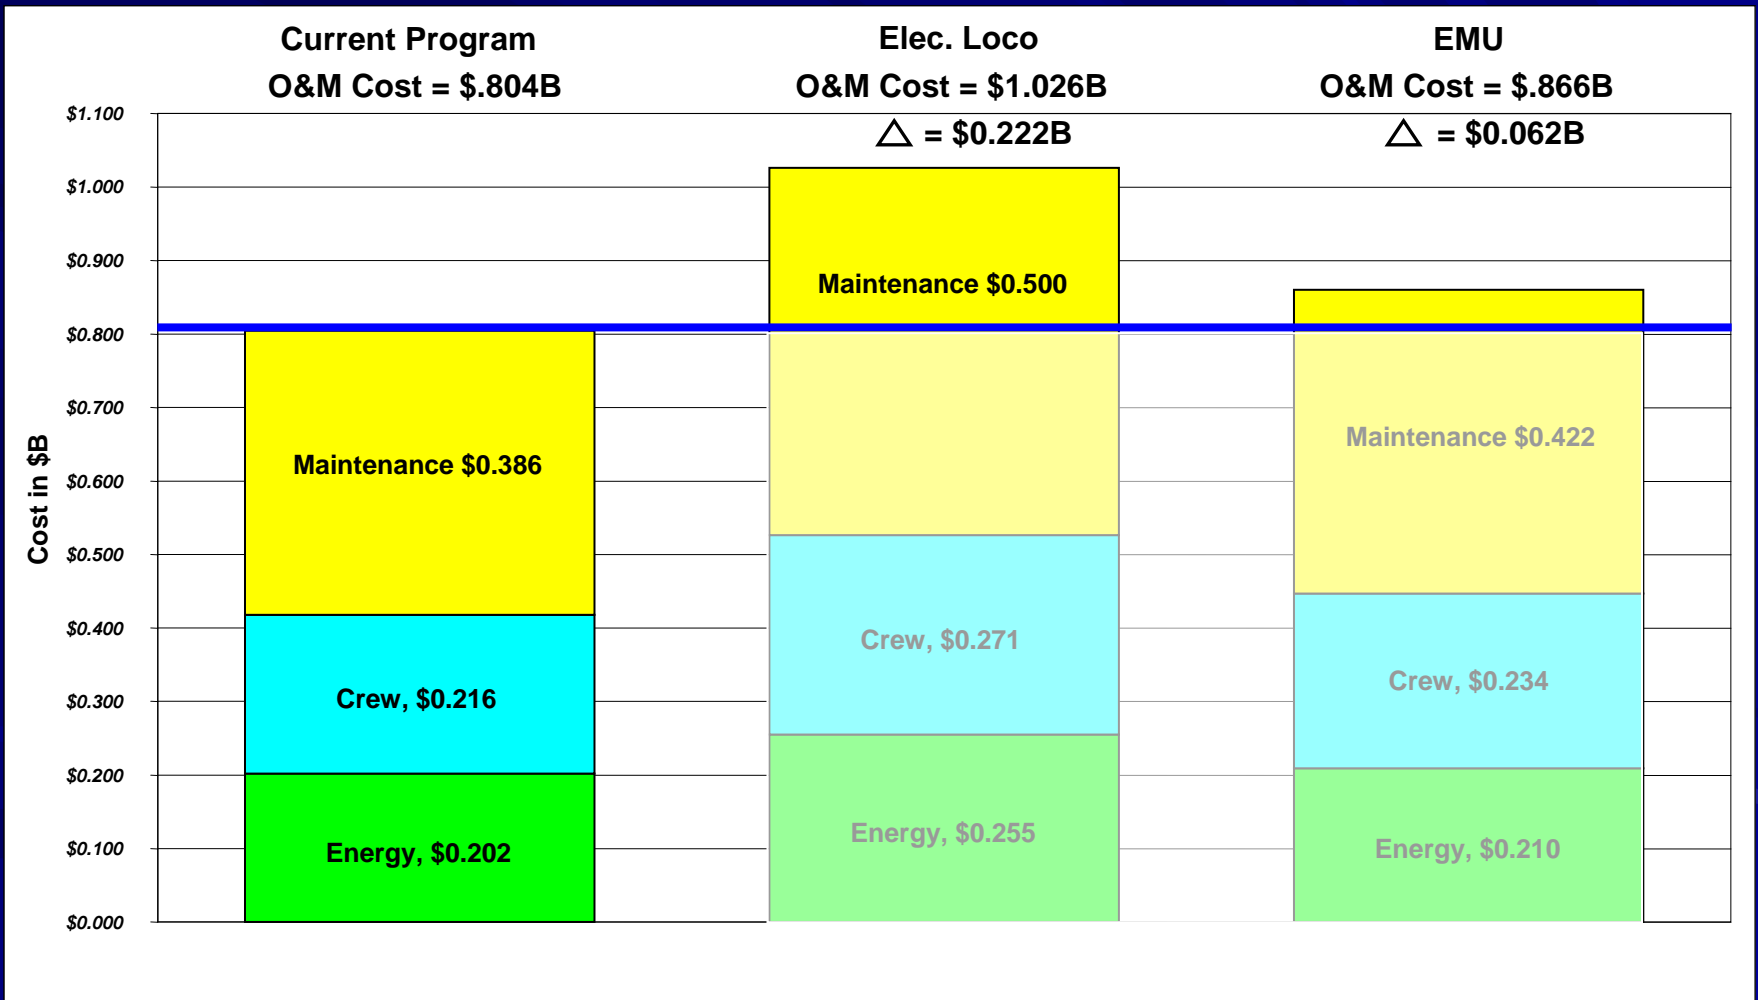 Current Program
O&M Cost = $.804B
Elec. Loco
O&M Cost = $1.026B
△ = $0.222B
EMU
O&M Cost = $.866B
△ = $0.062B
Cost in $B
$1.100
$1.000
$0.900
$0.800
$0.700
$0.600
$0.500
$0.400
$0.300
$0.200
$0.100
$0.000
Maintenance $0.386
Crew, $0.216
Energy, $0.202
Maintenance $0.500
Crew, $0.271
Energy, $0.255
Maintenance $0.422
Crew, $0.234
Energy, $0.210